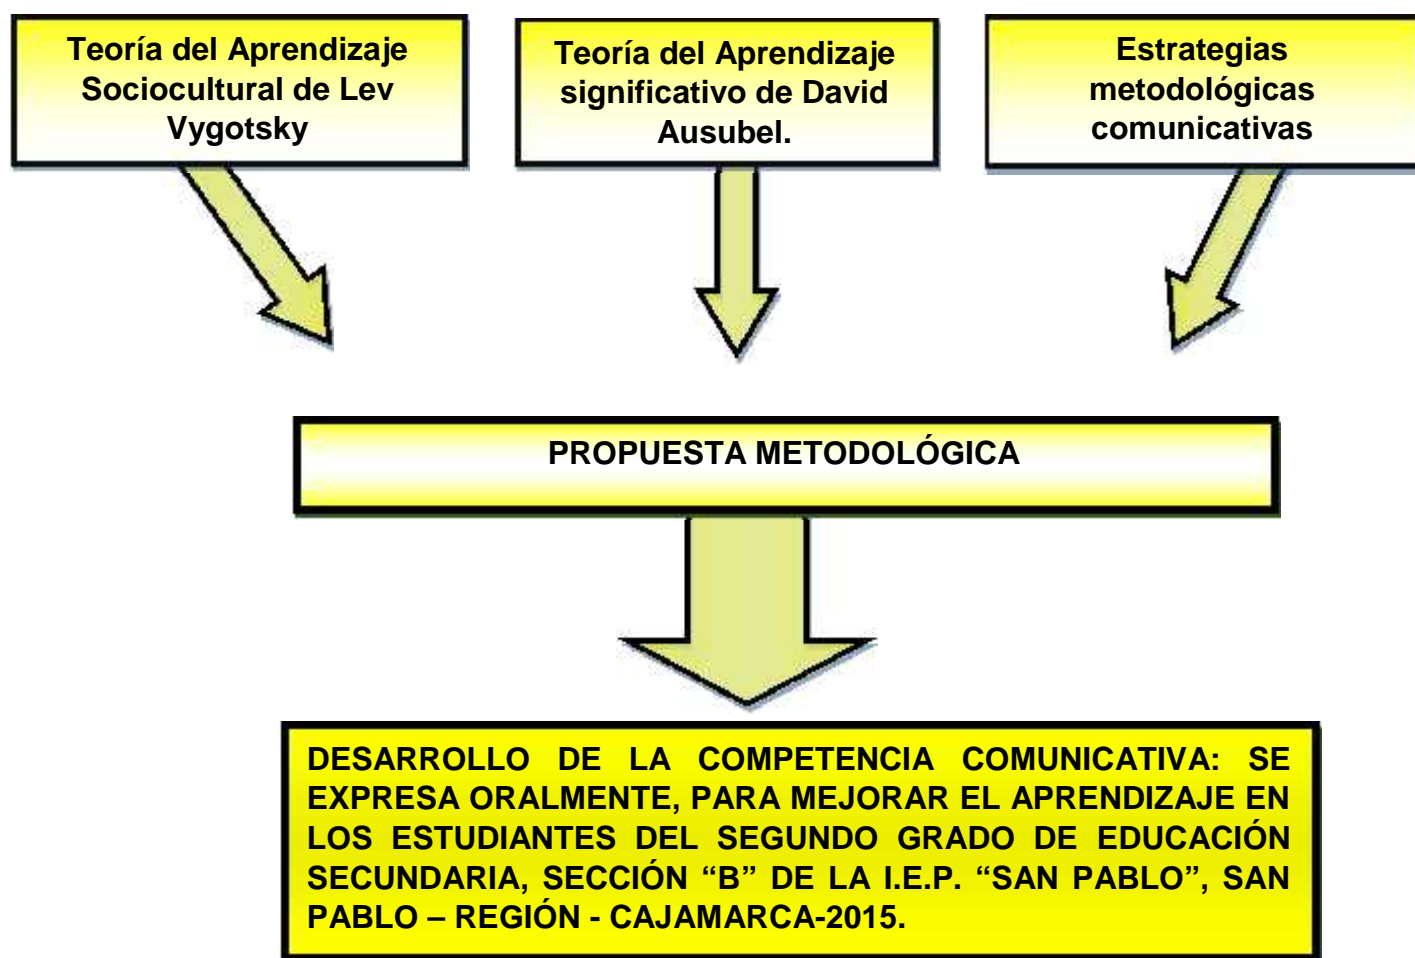 Teoría del Aprendizaje
Sociocultural de Lev
Vygotsky
Teoría del Aprendizaje
significativo de David
Ausubel.
Estrategias
metodológicas
comunicativas
PROPUESTA METODOLÓGICA
DESARROLLO DE LA COMPETENCIA COMUNICATIVA: SE
EXPRESA ORALMENTE, PARA MEJORAR EL APRENDIZAJE EN
LOS ESTUDIANTES DEL SEGUNDO GRADO DE EDUCACIÓN
SECUNDARIA, SECCIÓN “B” DE LA I.E.P. “SAN PABLO”, SAN
PABLO – REGIÓN - CAJAMARCA-2015.